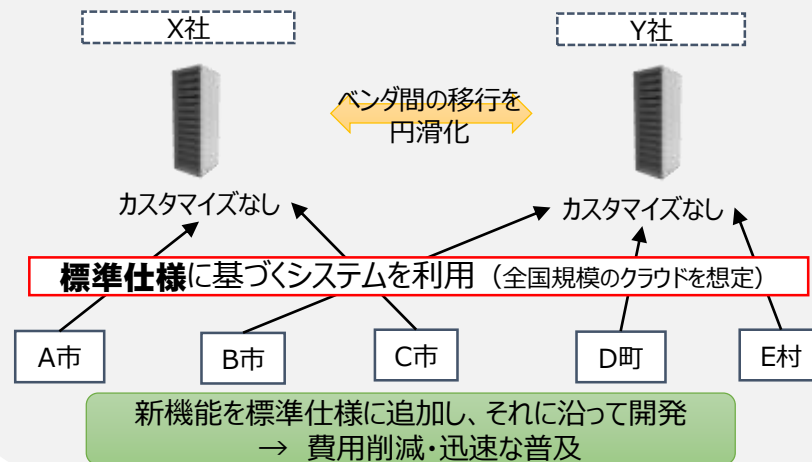 X社
Y社
ベンダ間の移行を
円滑化
カスタマイズなし
カスタマイズなし
標準仕様に基づくシステムを利用（全国規模のクラウドを想定）
A市
B市
C市
D町
E村
新機能を標準仕様に追加し、それに沿って開発
→ 費用削減・迅速な普及